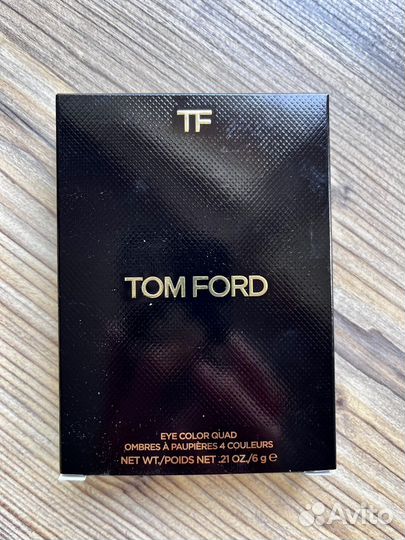 TF
TOM FORD
EYE COLOR QUAD
OMBRES À PAUPIÈRES 4 COULEURS
NET WT./POIDS NET .21 OZ./6 g ℮
Avito